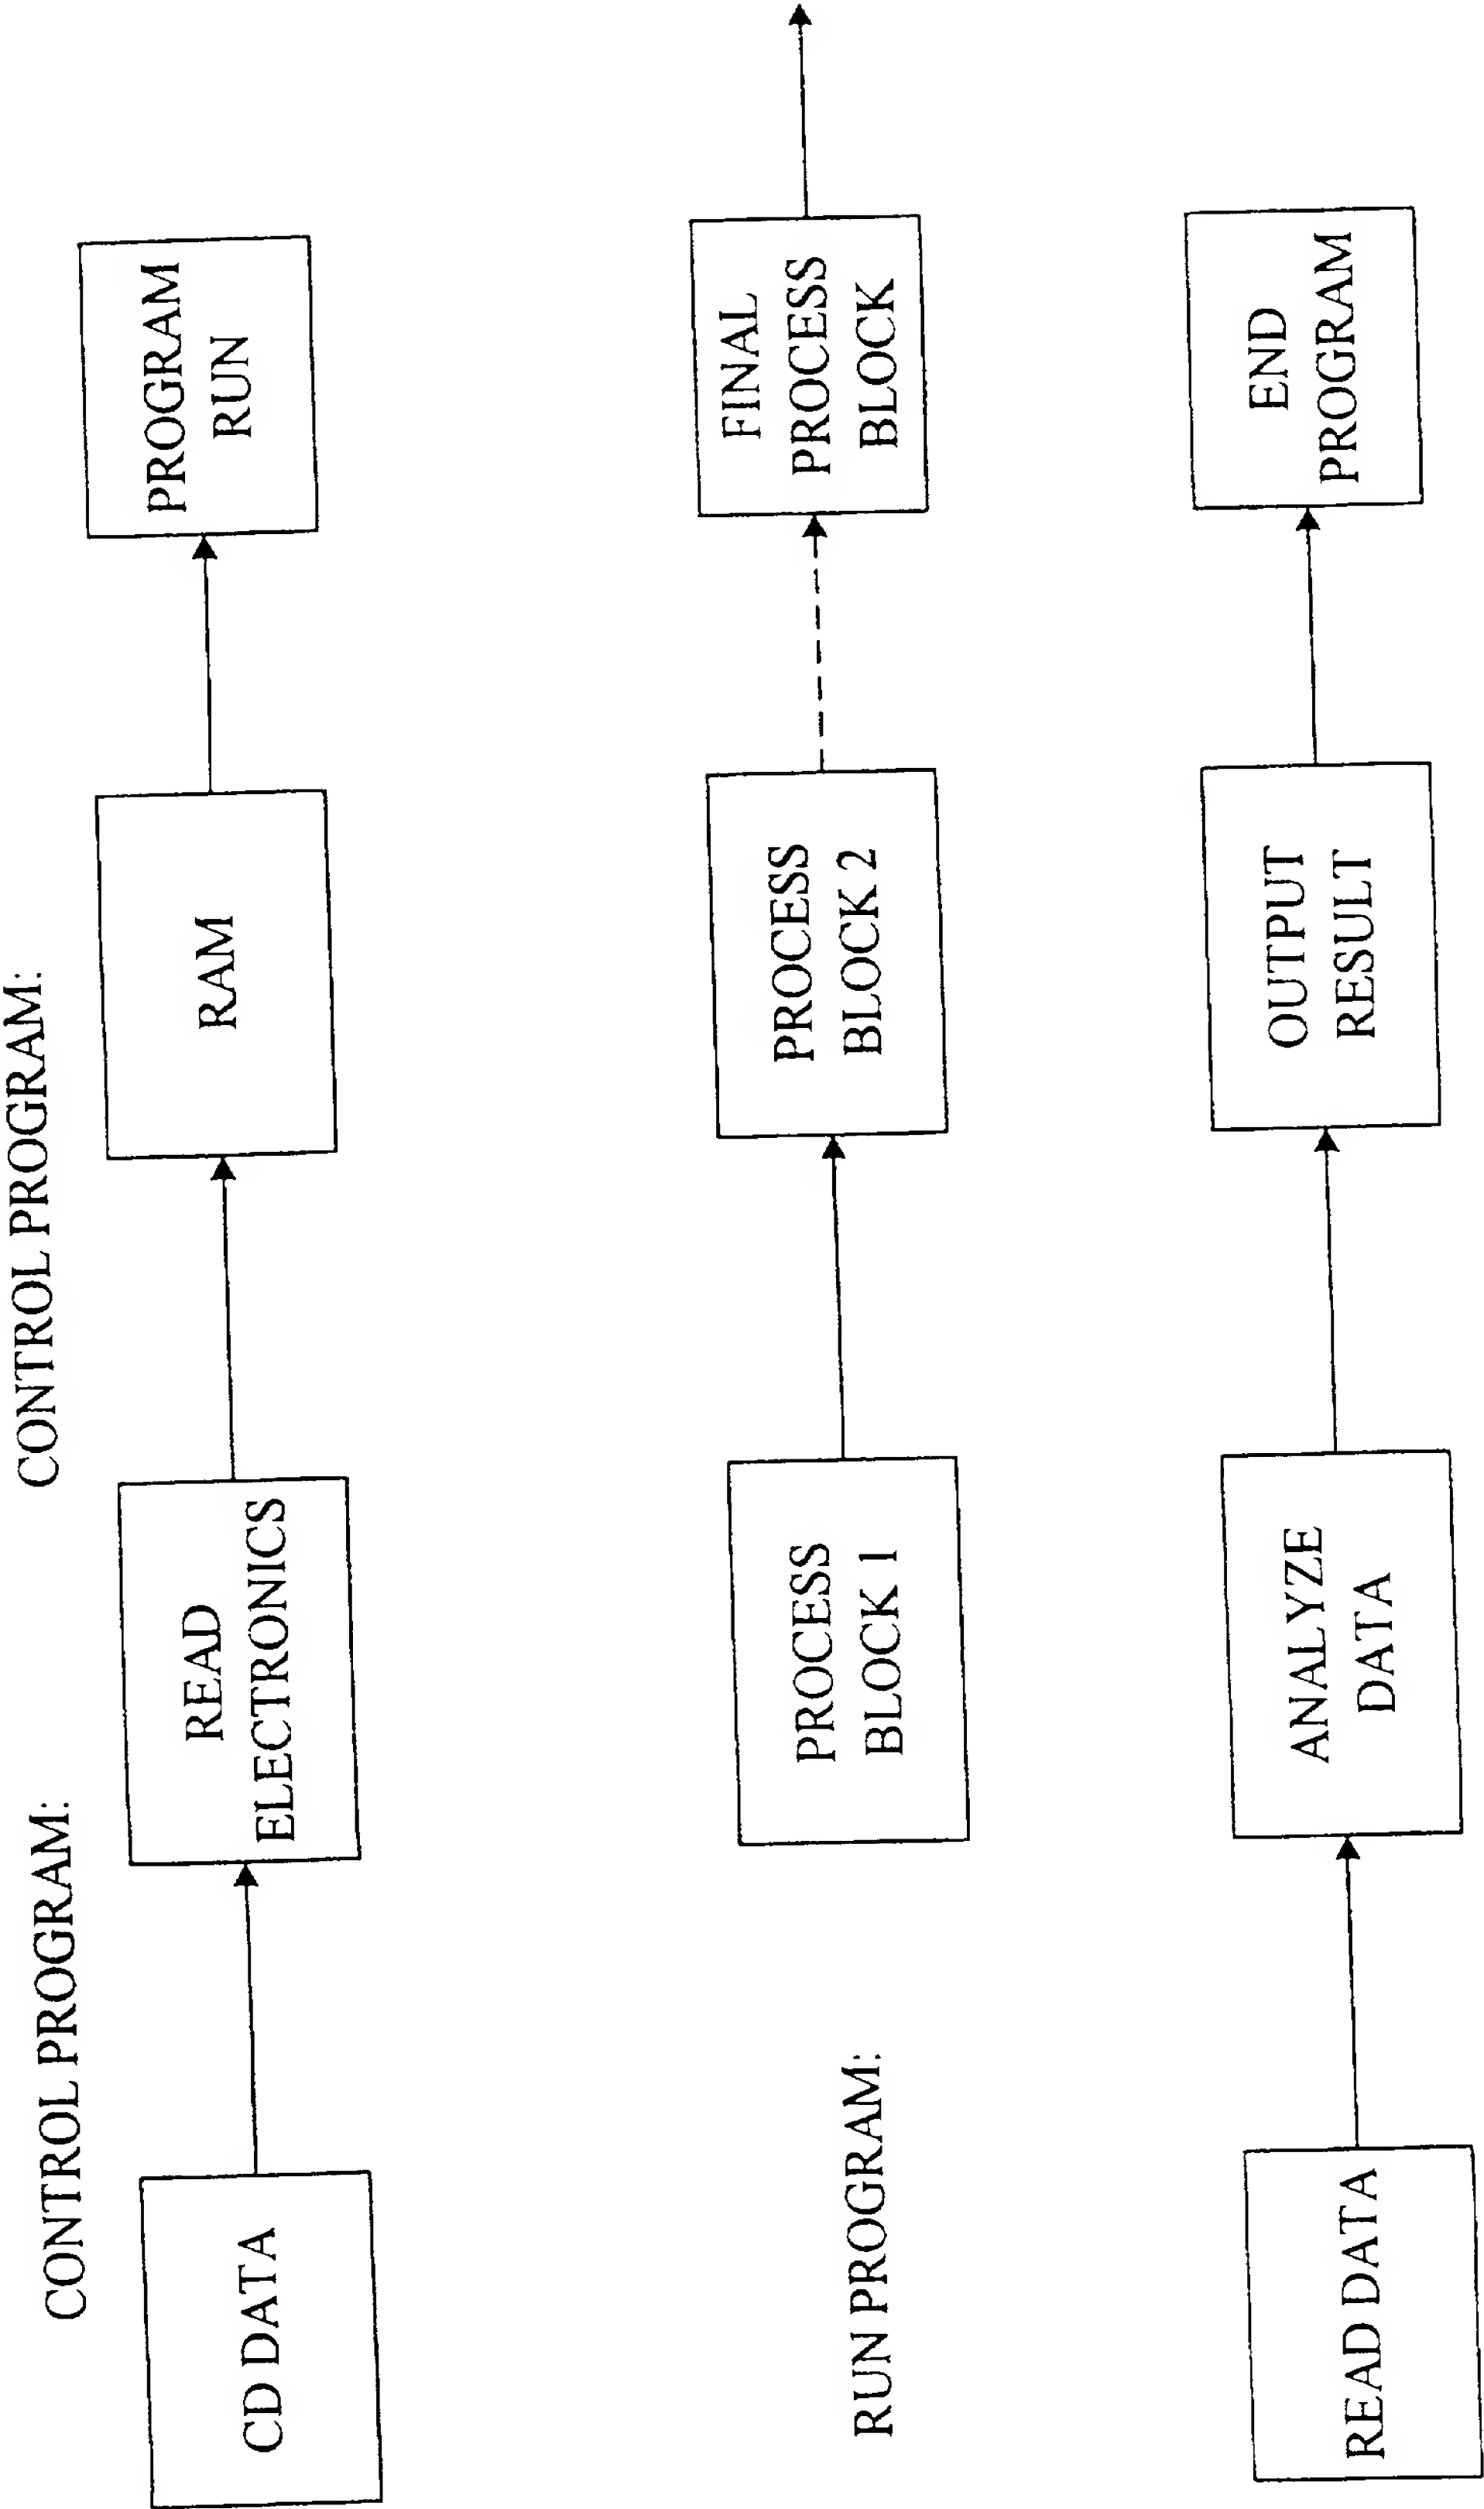 CONTROL PROGRAM:
CONTROL PROGRAM:
CD DATA
READ
ELECTRONICS
RAM
PROGRAM
RUN
RUN PROGRAM:
PROCESS
BLOCK 1
PROCESS
BLOCK 2
FINAL
PROCESS
BLOCK
READ DATA
ANALYZE
DATA
OUTPUT
RESULT
END
PROGRAM